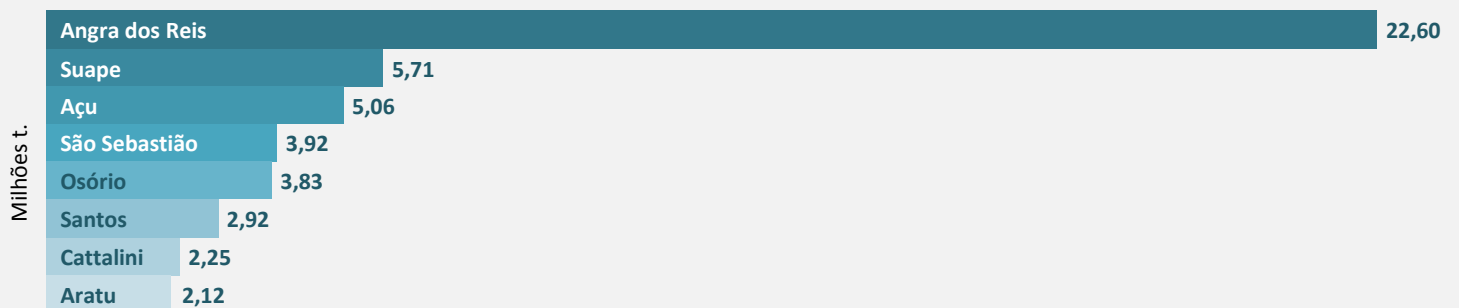 Milhões t.
Angra dos Reis 22,60
Suape 5,71
Açu 5,06
São Sebastião 3,92
Osório 3,83
Santos 2,92
Cattalini 2,25
Aratu 2,12